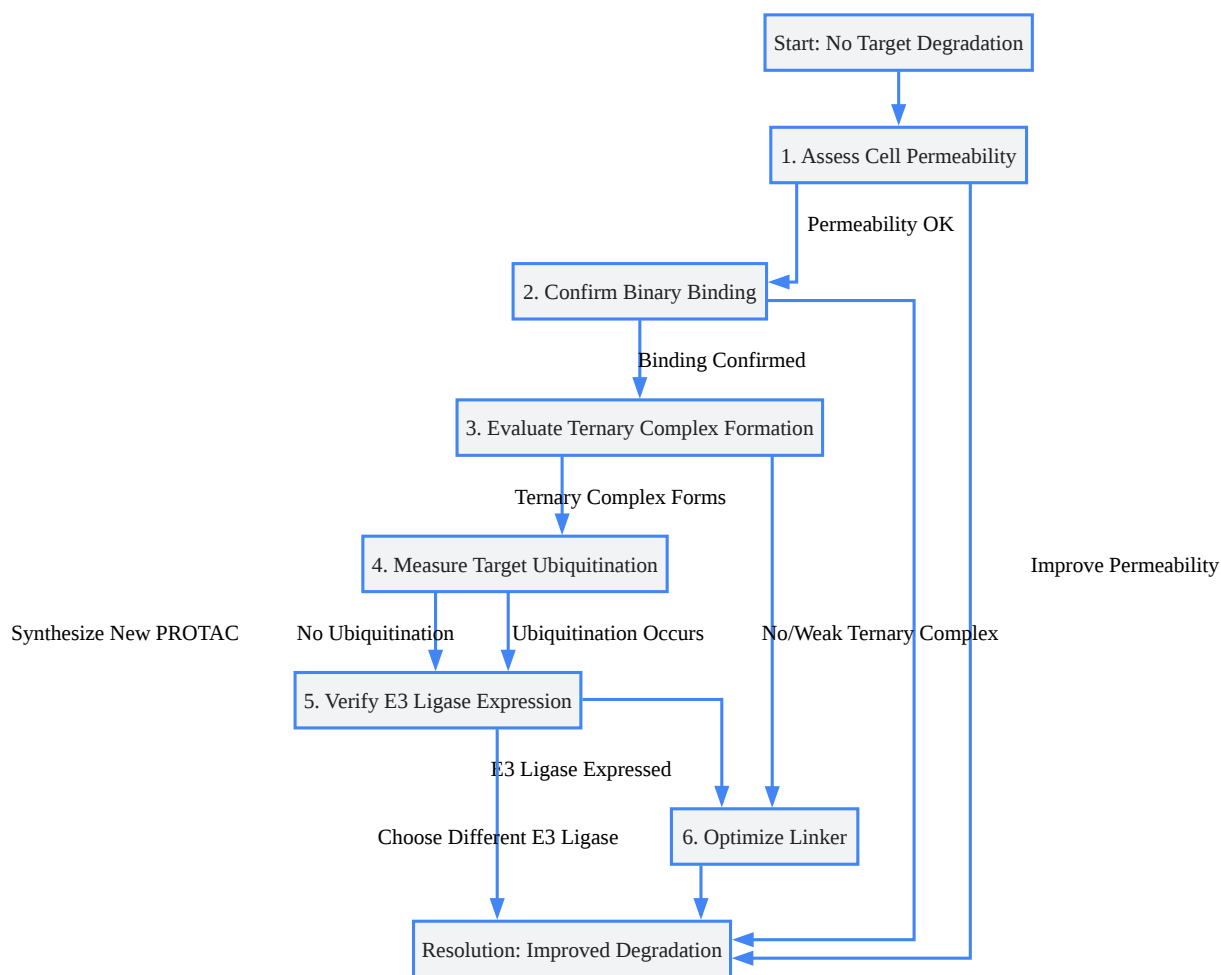 Start: No Target Degradation
1. Assess Cell Permeability
Permeability OK
2. Confirm Binary Binding
Binding Confirmed
3. Evaluate Ternary Complex Formation
Ternary Complex Forms
4. Measure Target Ubiquitination
Improve Permeability
Synthesize New PROTAC
No Ubiquitination
Ubiquitination Occurs
No/Weak Ternary Complex
5. Verify E3 Ligase Expression
E3 Ligase Expressed
Choose Different E3 Ligase
6. Optimize Linker
Resolution: Improved Degradation